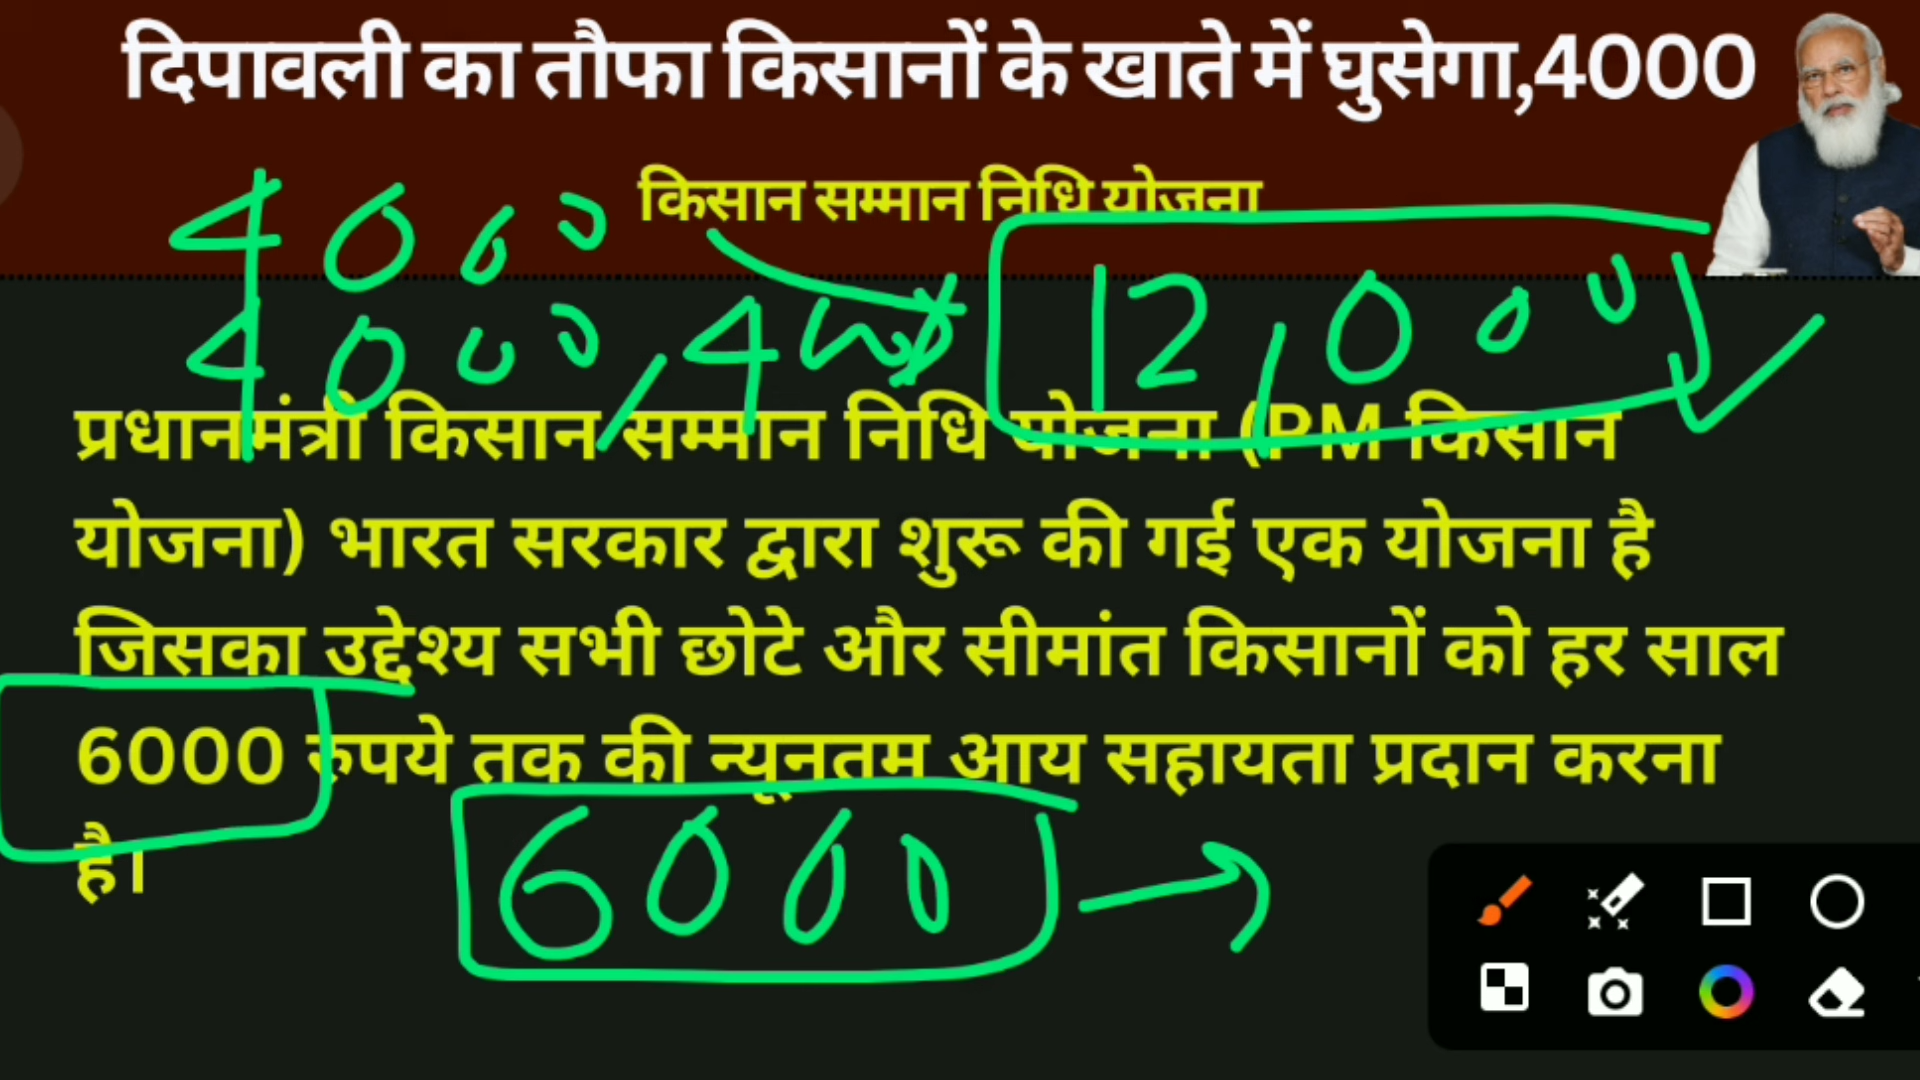 दिपावली का तौफा किसानों के खाते में घुसेगा,4000
किसान सम्मान निधि योजना
4000
4000, 4
12,000
प्रधानमंत्री किसान सम्मान निधि योजना (PM किसान
योजना) भारत सरकार द्वारा शुरू की गई एक योजना है
जिसका उद्देश्य सभी छोटे और सीमांत किसानों को हर साल
6000 रुपये तक की न्यूनतम आय सहायता प्रदान करना
है।
6000